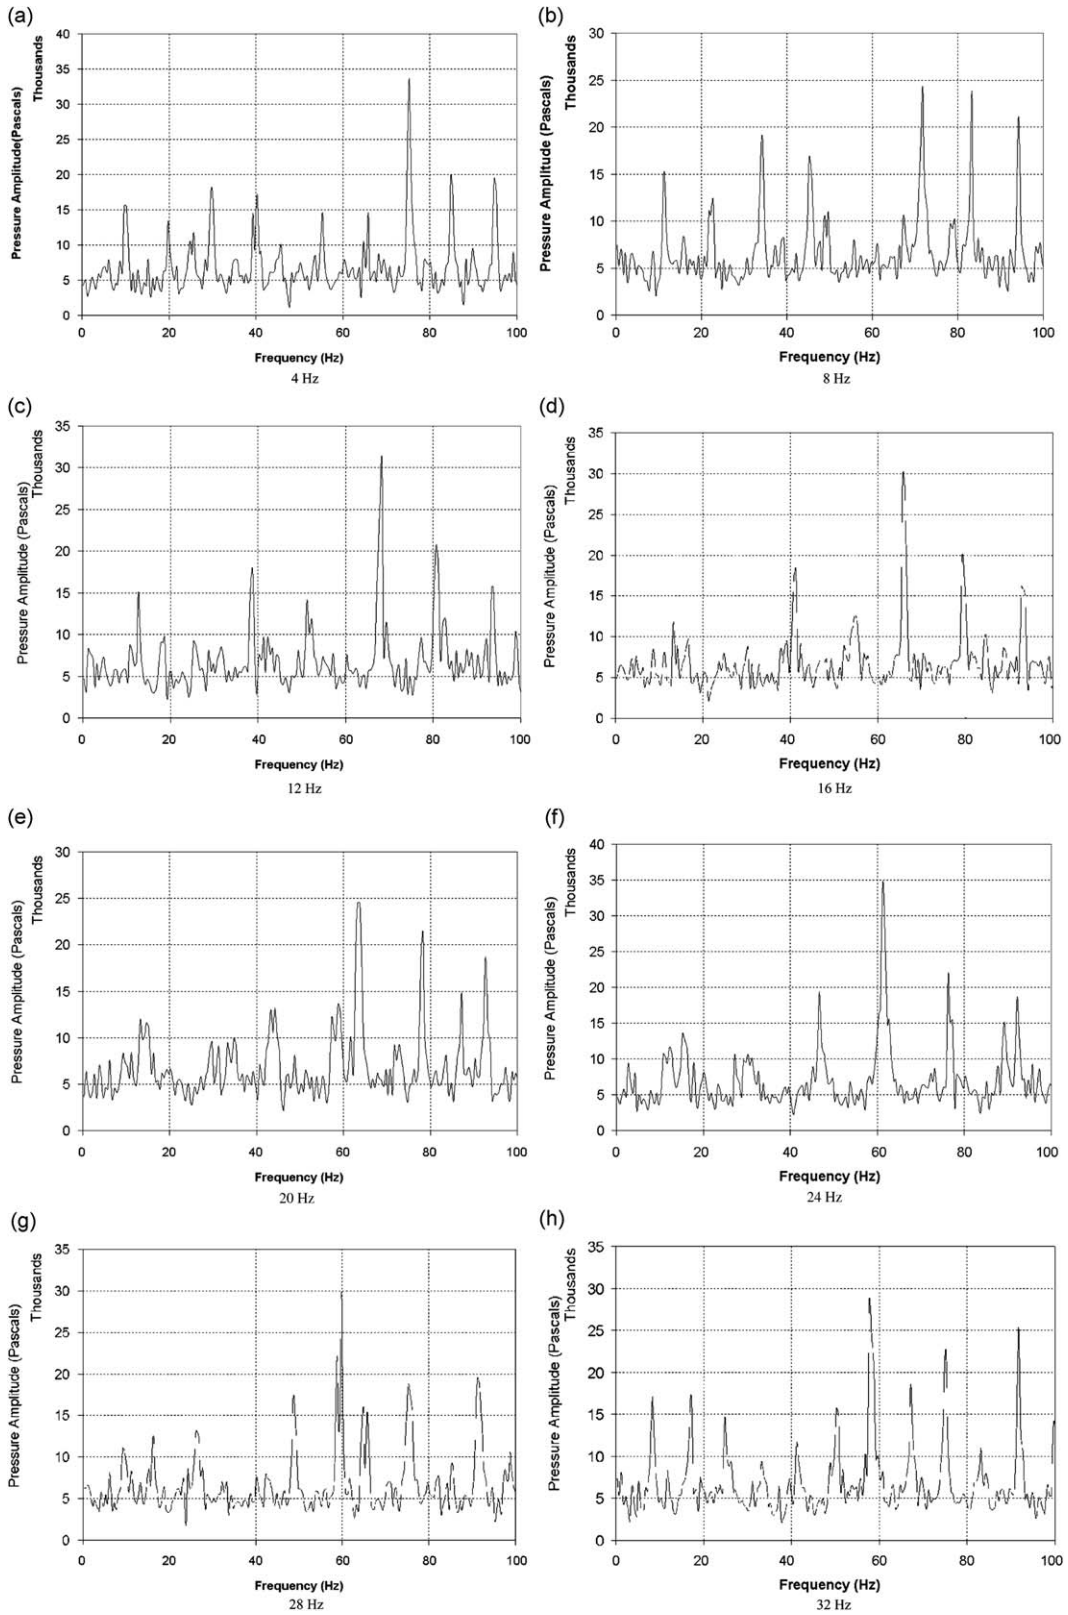 (a)
Pressure Amplitude(Pascals)
Thousands
40
35
30
25
20
15
10
5
0
0 20 40 60 80 100
Frequency (Hz)
4 Hz
(b)
Pressure Amplitude (Pascals)
Thousands
30
25
20
15
10
5
0
0 20 40 60 80 100
Frequency (Hz)
8 Hz
(c)
Pressure Amplitude (Pascals)
Thousands
35
30
25
20
15
10
5
0
0 20 40 60 80 100
Frequency (Hz)
12 Hz
(d)
Pressure Amplitude (Pascals)
Thousands
35
30
25
20
15
10
5
0
0 20 40 60 80 100
Frequency (Hz)
16 Hz
(e)
Pressure Amplitude (Pascals)
Thousands
30
25
20
15
10
5
0
0 20 40 60 80 100
Frequency (Hz)
20 Hz
(f)
Pressure Amplitude (Pascals)
Thousands
40
35
30
25
20
15
10
5
0
0 20 40 60 80 100
Frequency (Hz)
24 Hz
(g)
Pressure Amplitude (Pascals)
Thousands
35
30
25
20
15
10
5
0
0 20 40 60 80 100
Frequency (Hz)
28 Hz
(h)
Pressure Amplitude (Pascals)
Thousands
35
30
25
20
15
10
5
0
0 20 40 60 80 100
Frequency (Hz)
32 Hz